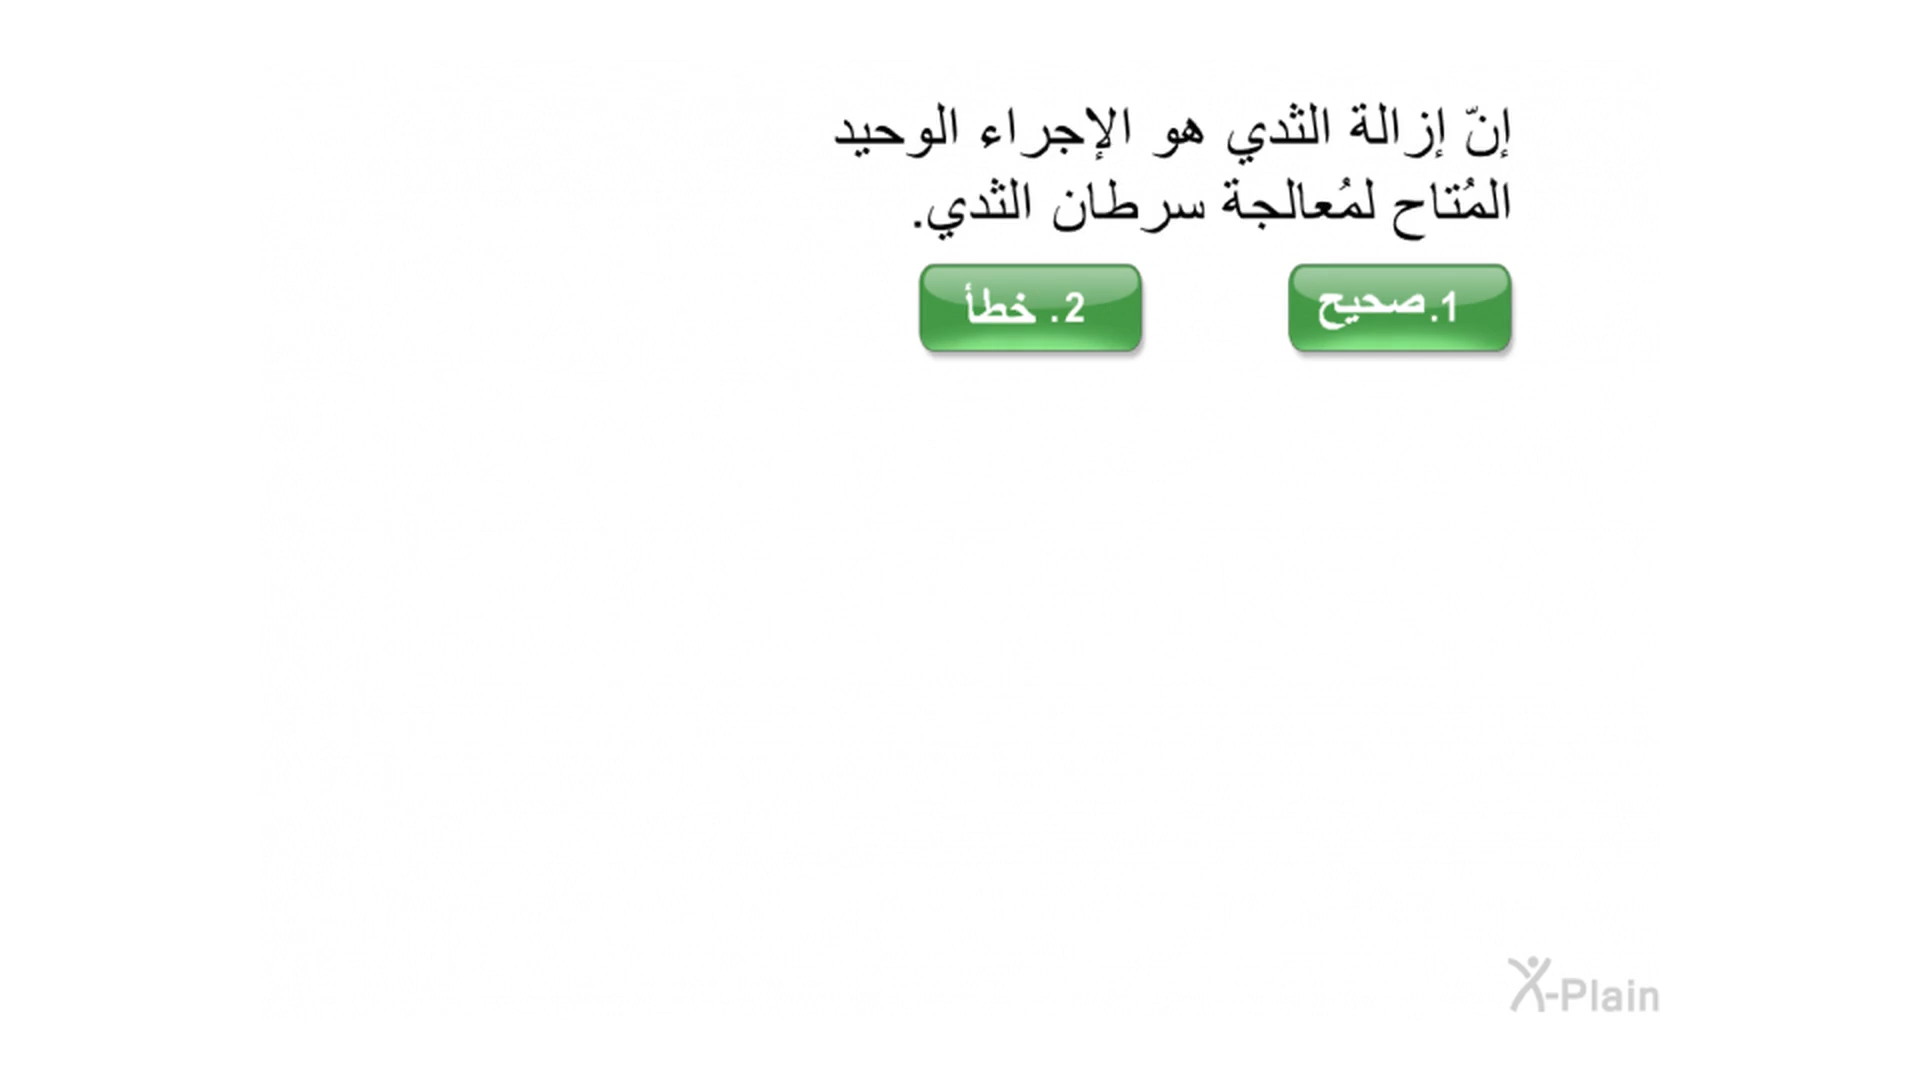 إنّ إزالة الثدي هو الإجراء الوحيد
المُتاح لمُعالجة سرطان الثدي.
1. صحيح
2. خطأ
X-Plain